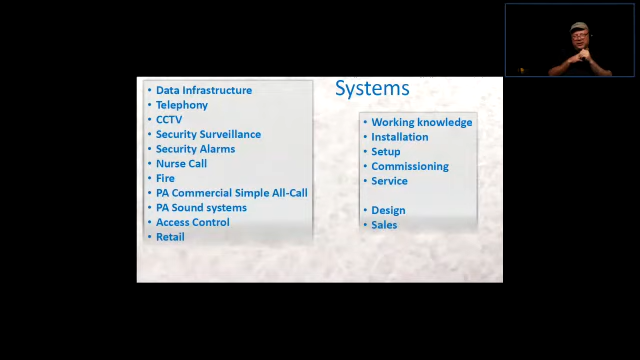 Systems
Data Infrastructure
Telephony
CCTV
Security Surveillance
Security Alarms
Nurse Call
Fire
PA Commercial Simple All-Call
PA Sound systems
Access Control
Retail
Working knowledge
Installation
Setup
Commissioning
Service
Design
Sales